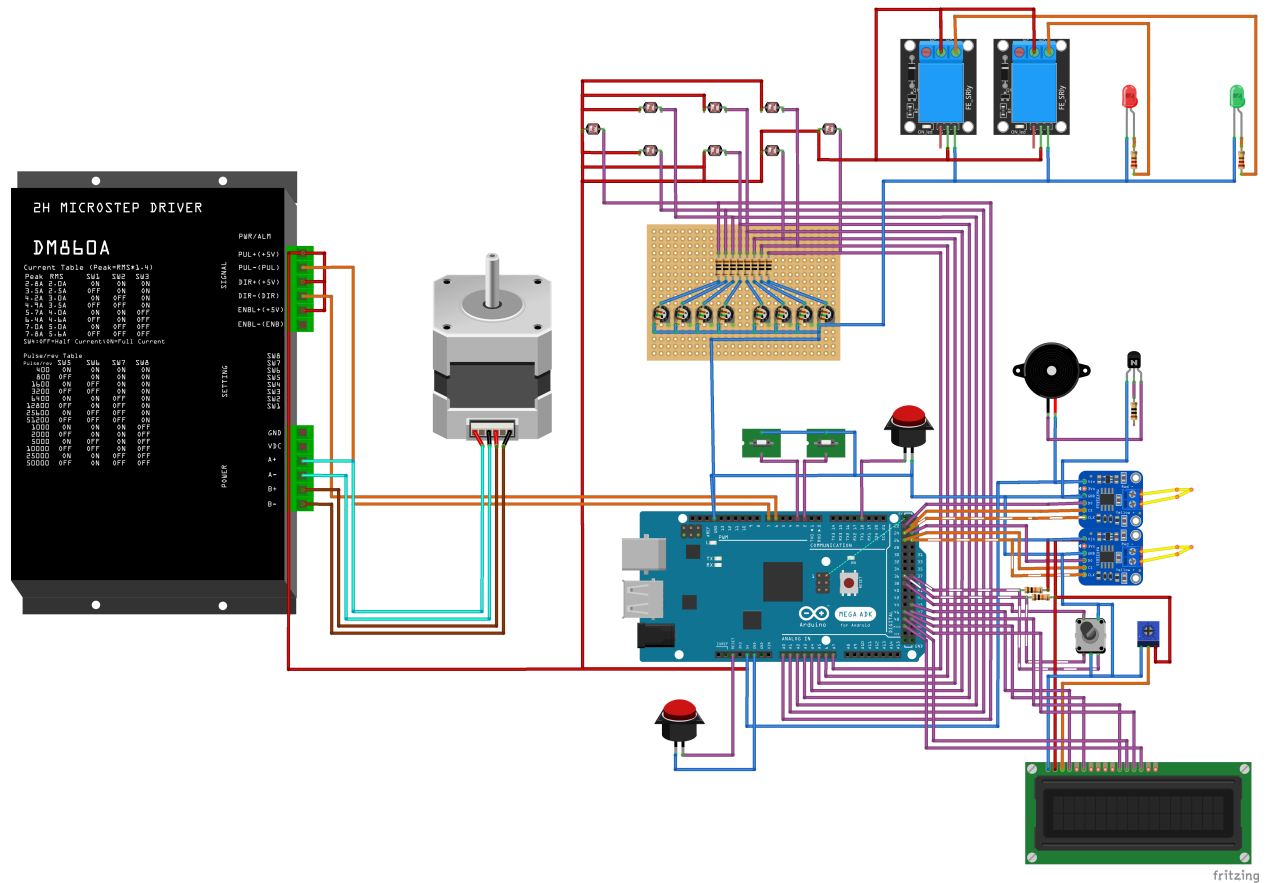 2H MICROSTEP DRIVER
DM860A
Current Table (Peak=RMS*1.4)
Peak RMS SW1 SW2 SW3
2.8A 2.0A ON ON ON
3.5A 2.5A OFF ON ON
4.2A 3.0A ON OFF ON
4.9A 3.5A OFF OFF ON
5.7A 4.0A ON ON OFF
6.4A 4.6A OFF ON OFF
7.0A 5.0A ON OFF OFF
7.8A 5.6A OFF OFF OFF
SW4:OFF=Half Current:ON=Full Current
Pulse/rev Table
Pulse/rev SW5 SW6 SW7 SW8
400 ON ON ON ON
800 OFF ON ON ON
1600 ON OFF ON ON
3200 OFF OFF ON ON
6400 ON ON OFF ON
12800 OFF ON OFF ON
25600 ON OFF OFF ON
51200 OFF OFF OFF ON
1000 ON ON ON OFF
2000 OFF ON ON OFF
5000 ON OFF ON OFF
10000 OFF OFF ON OFF
25000 ON ON OFF OFF
50000 OFF ON OFF OFF
PWR/ALM
SIGNAL
PUL+(+5V)
PUL-(PUL)
DIR+(+5V)
DIR-(DIR)
ENBL+(+5V)
ENBL-(ENB)
SETTING
SW8
SW7
SW6
SW5
SW4
SW3
SW2
SW1
POWER
GND
VDC
A+
A-
B+
B-
FE_SRly
ON_led
FE_SRly
ON_led
PWM
COMMUNICATION
TX
RX
ON
RESET
Arduino
MEGA ADK
for Android
DIGITAL
ANALOG IN
fritzing